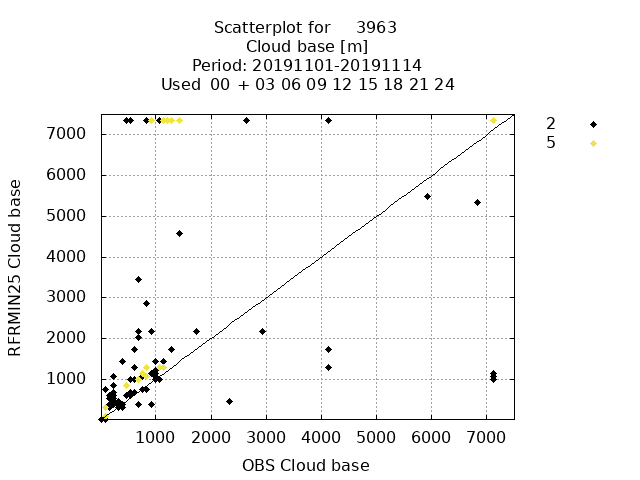 Scatterplot for 3963
Cloud base [m]
Period: 20191101-20191114
Used 00 + 03 06 09 12 15 18 21 24
2
5
7000
6000
5000
4000
3000
2000
1000
RFRMIN25 Cloud base
1000 2000 3000 4000 5000 6000 7000
OBS Cloud base